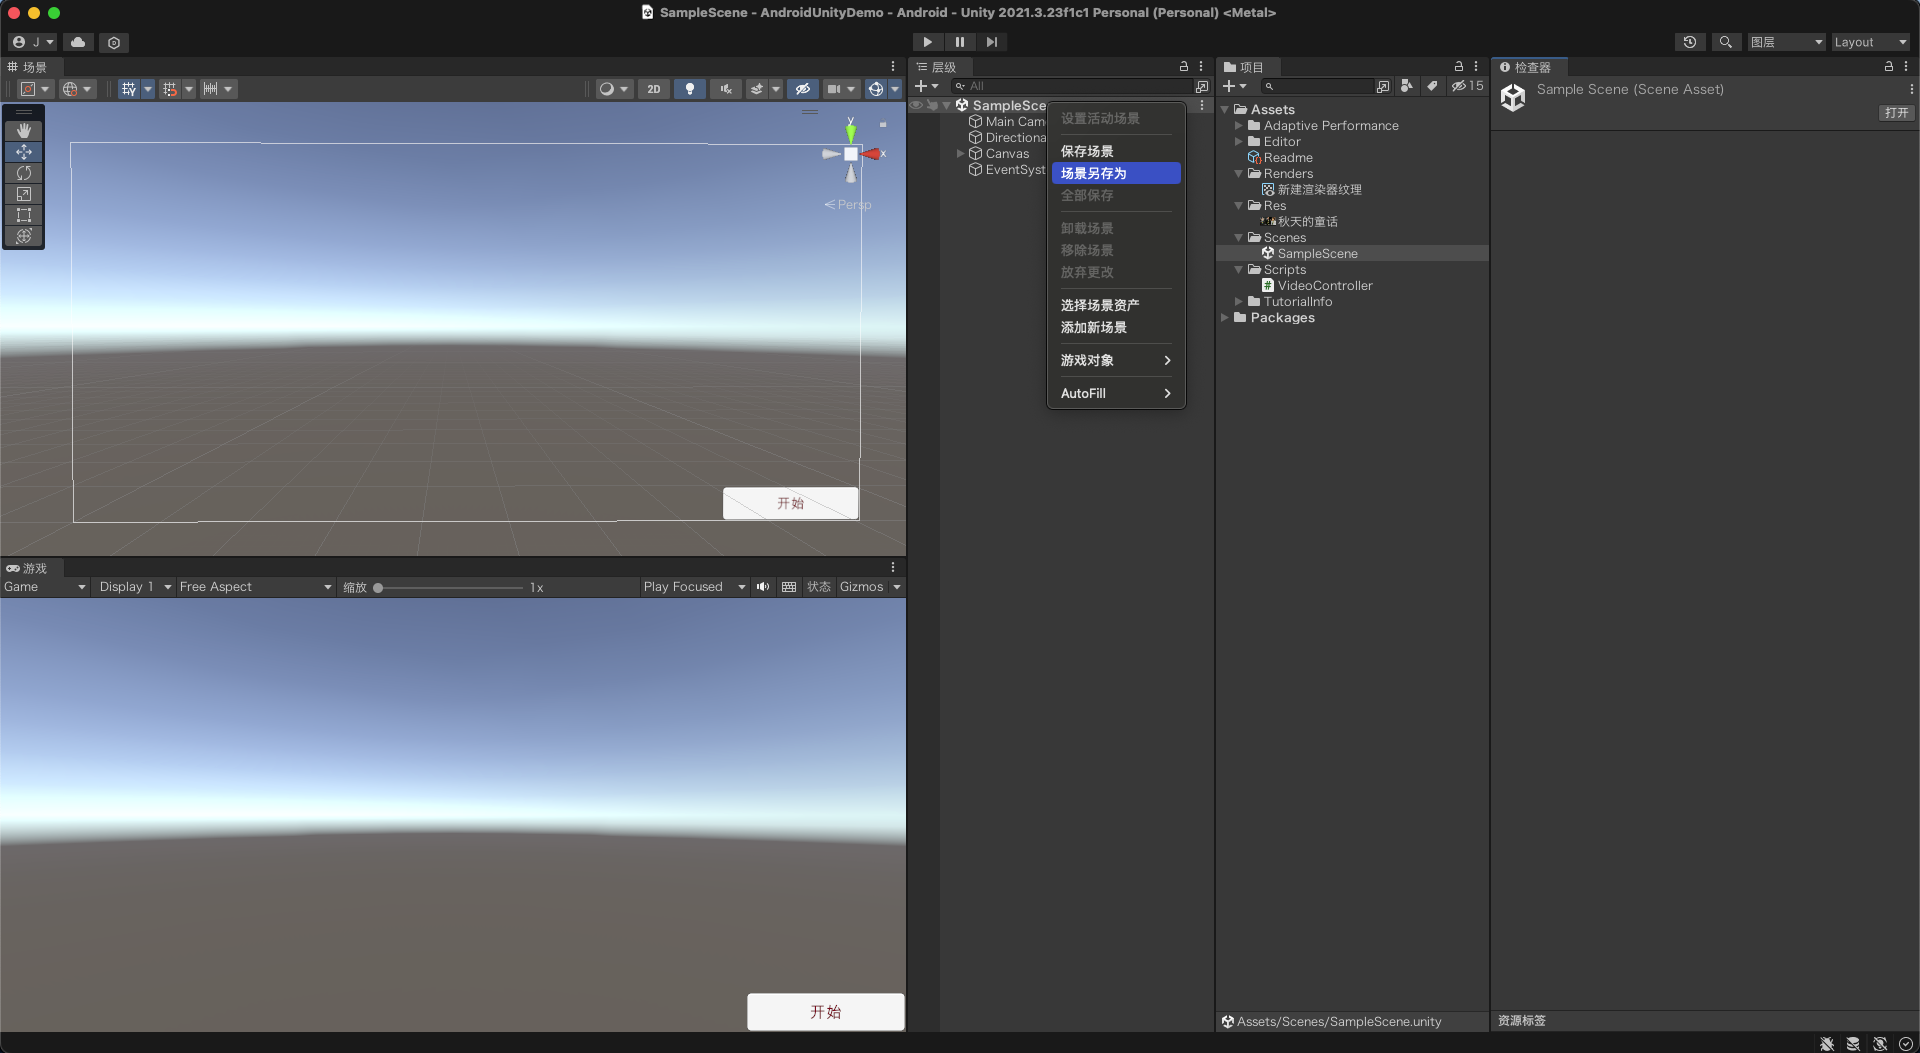 SampleScene - AndroidUnityDemo - Android - Unity 2021.3.23f1c1 Personal (Personal) <Metal>
J
图层
Layout
场景
2D
y
x
Persp
开始
游戏
Game
Display 1
Free Aspect
缩放
1x
Play Focused
状态
Gizmos
开始
层级
All
SampleSce
Main Cam
Directiona
Canvas
EventSyst
设置活动场景
保存场景
场景另存为
全部保存
卸载场景
移除场景
放弃更改
选择场景资产
添加新场景
游戏对象
AutoFill
项目
15
Assets
Adaptive Performance
Editor
Readme
Renders
新建渲染器纹理
Res
秋天的童话
Scenes
SampleScene
Scripts
VideoController
TutorialInfo
Packages
Assets/Scenes/SampleScene.unity
检查器
Sample Scene (Scene Asset)
打开
资源标签